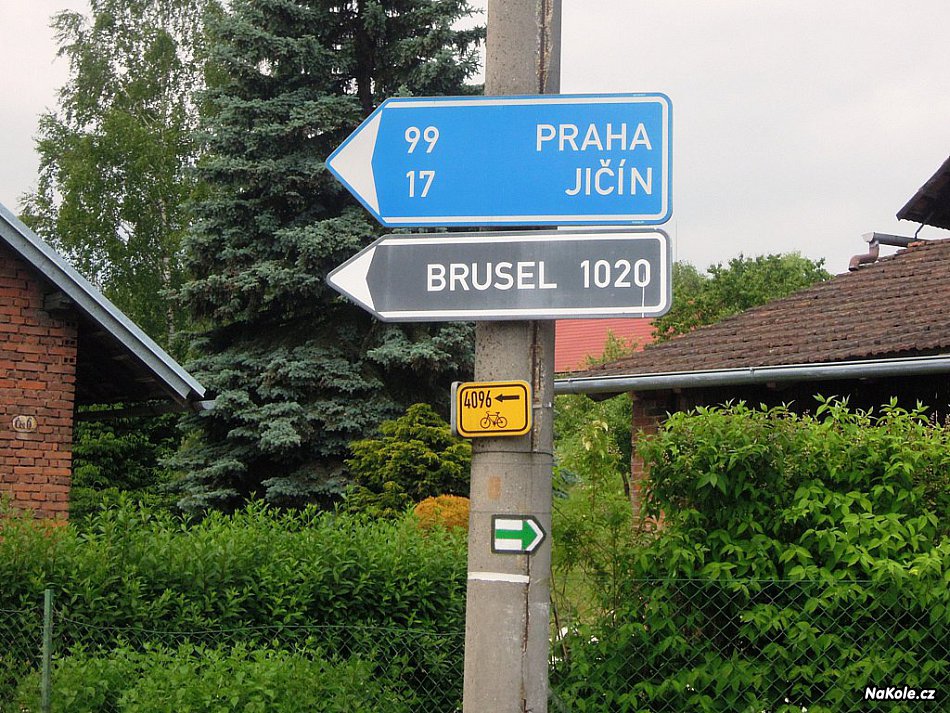 99 PRAHA
17 JIČÍN
BRUSEL 1020
4096
NaKole.cz